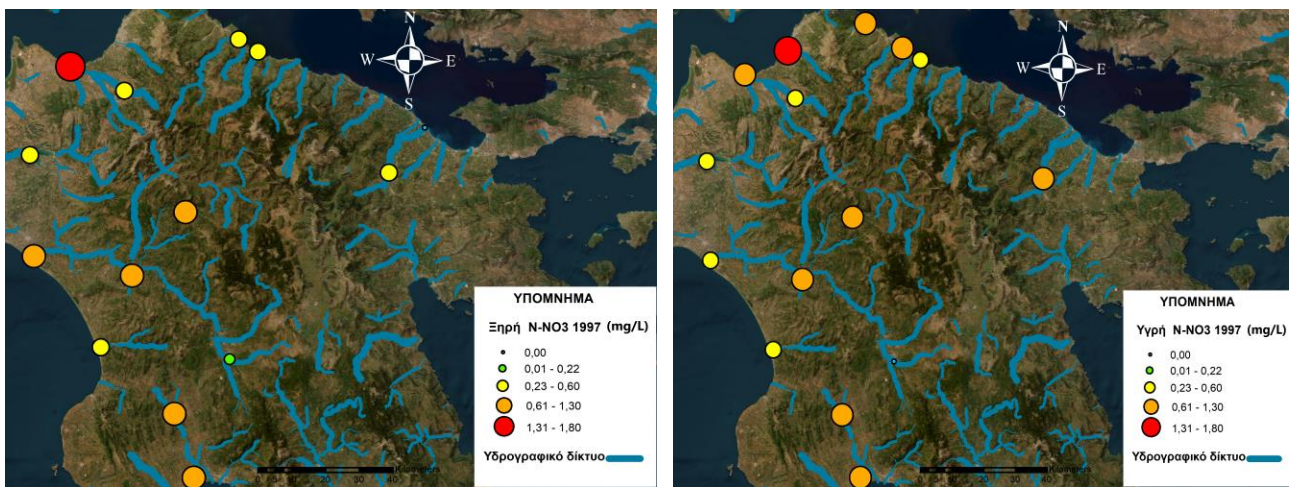 N
W E
S
ΥΠΟΜΝΗΜΑ
Ξηρή N-NO3 1997 (mg/L)
0,00
0,01 - 0,22
0,23 - 0,60
0,61 - 1,30
1,31 - 1,80
Υδρογραφικό δίκτυο
Kilometers
N
W E
S
ΥΠΟΜΝΗΜΑ
Υγρή N-NO3 1997 (mg/L)
0,00
0,01 - 0,22
0,23 - 0,60
0,61 - 1,30
1,31 - 1,80
Υδρογραφικό δίκτυο
Kilometers